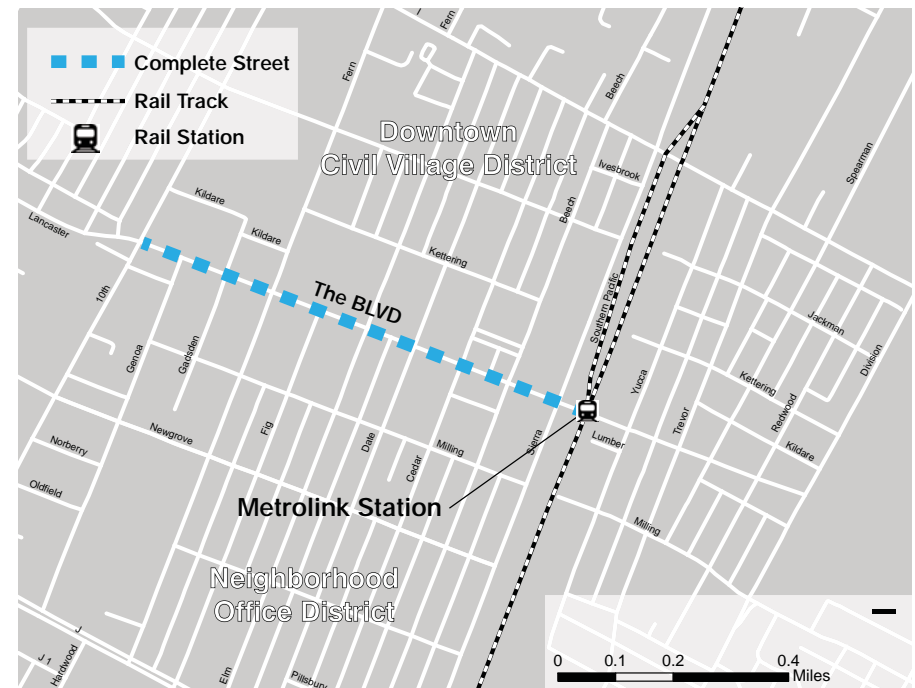 Complete Street
Rail Track
Rail Station
Fern
Fern
Beech
Downtown
Civil Village District
Ivesbrook
Spearman
Beech
Kildare
Kildare
Lancaster
Kettering
10th
The BLVD
Southern Pacific
Jackman
Genoa
Gadsden
Yucca
Kettering
Division
Redwood
Fig
Date
Cedar
Milling
Sierra
Lumber
Trevor
Kildare
Newgrove
Norberry
Oldfield
Metrolink Station
Milling
Neighborhood
Office District
J
J 1
Hardwood
Elm
Pillsbury
0 0.1 0.2 0.4
Miles